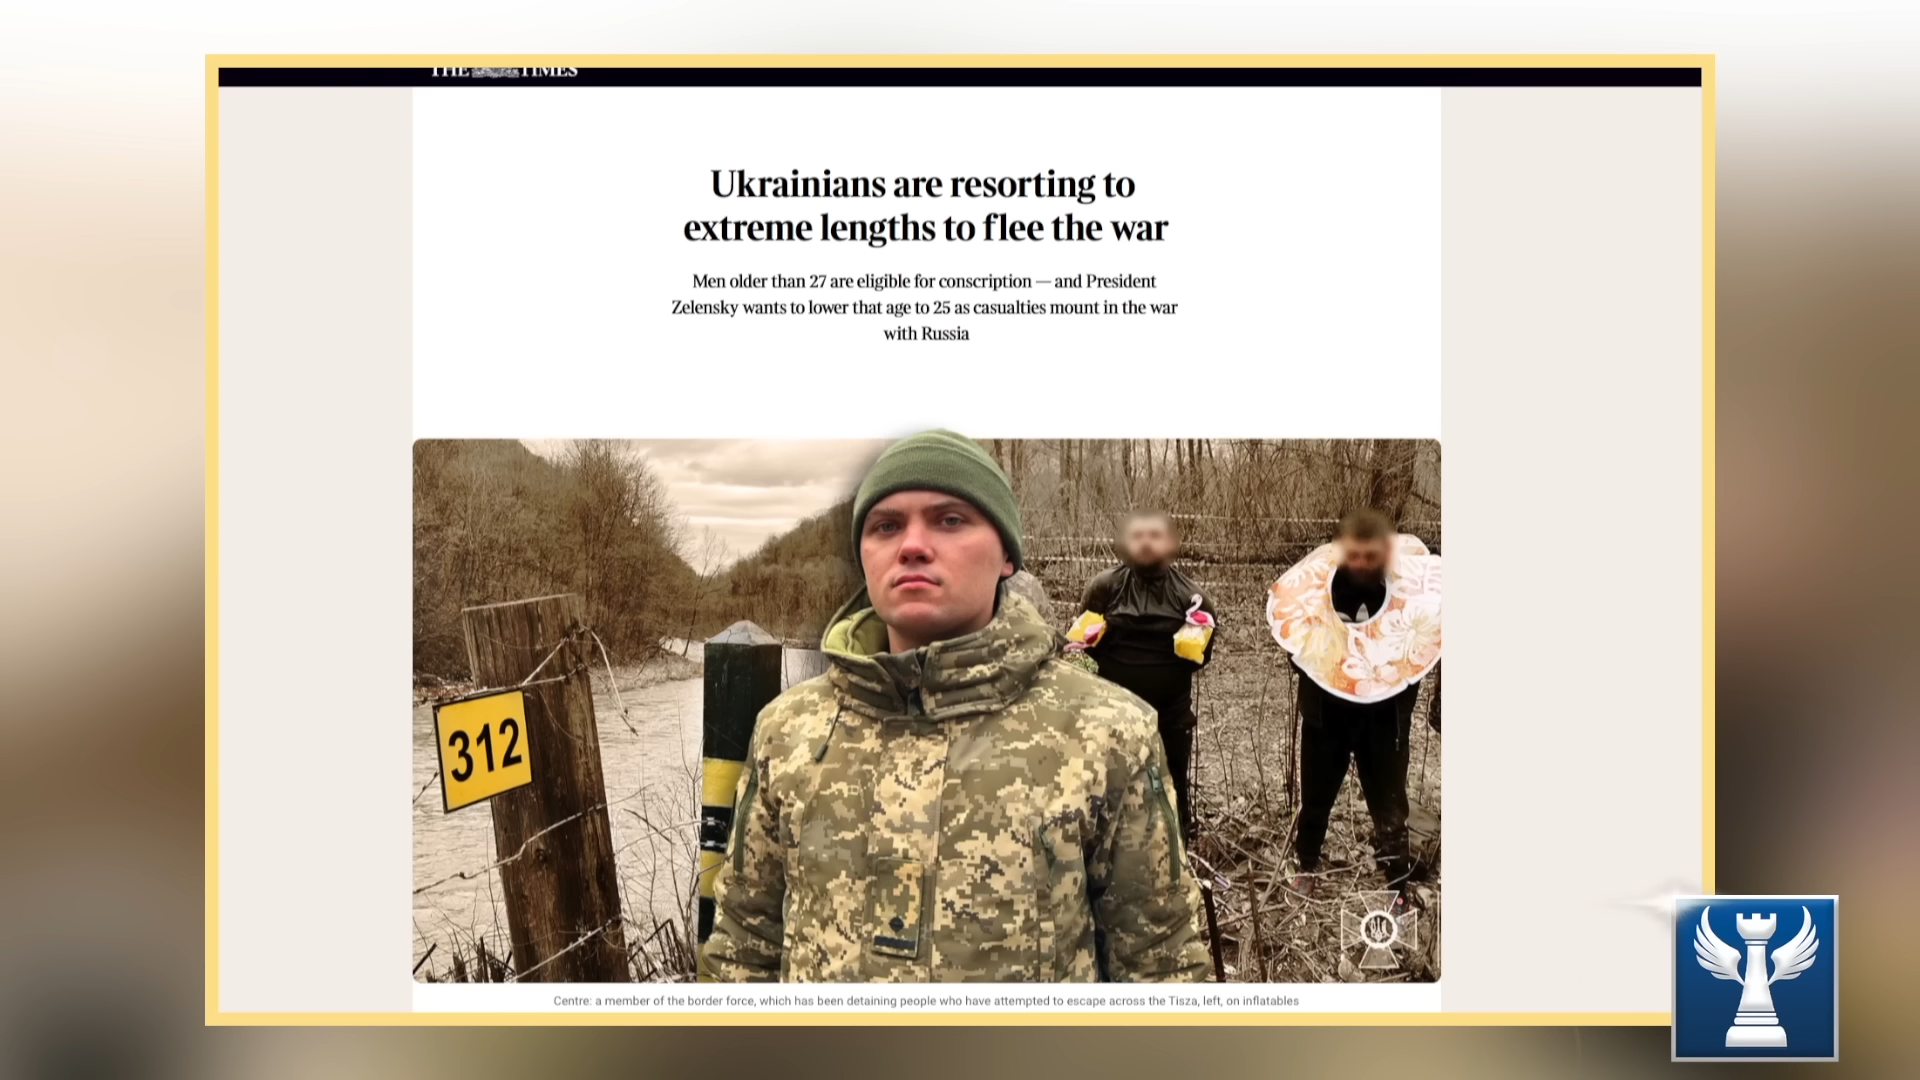 THE TIMES
Ukrainians are resorting to
extreme lengths to flee the war
Men older than 27 are eligible for conscription — and President
Zelensky wants to lower that age to 25 as casualties mount in the war
with Russia
312
Centre: a member of the border force, which has been detaining people who have attempted to escape across the Tisza, left, on inflatables